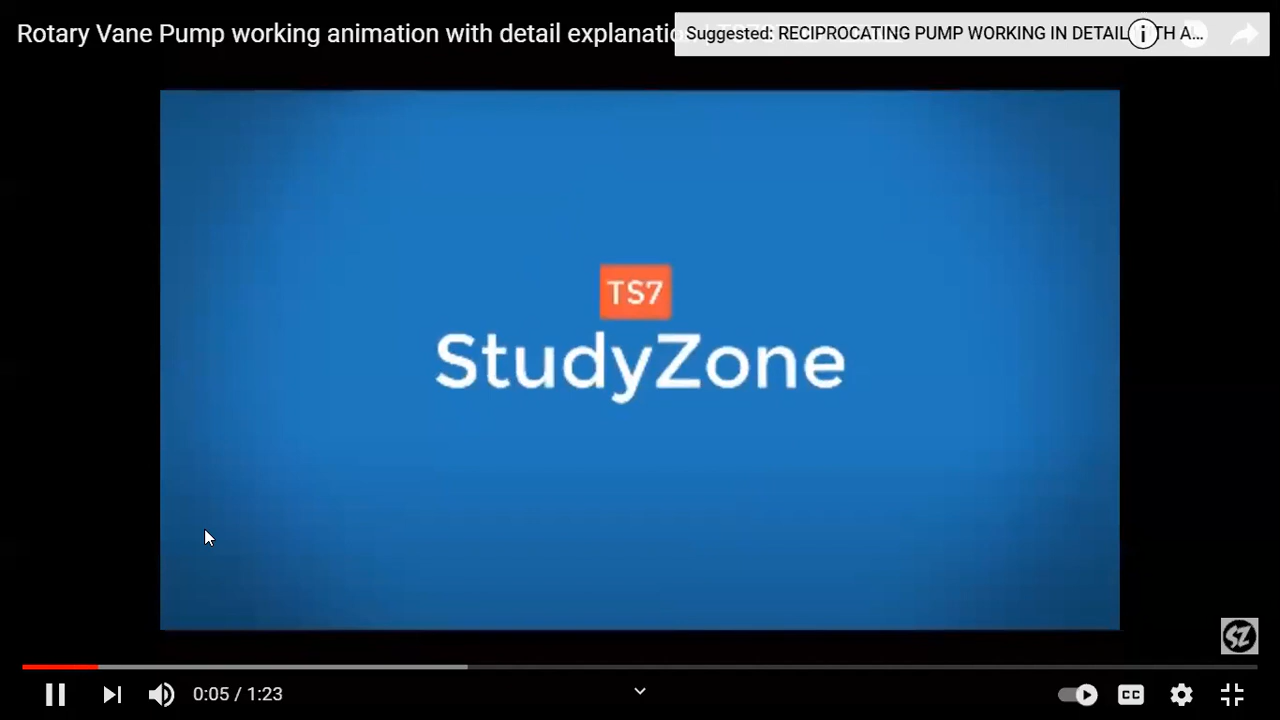 Rotary Vane Pump working animation with detail explanatio
Suggested: RECIPROCATING PUMP WORKING IN DETAIL TH A...
TS7
StudyZone
SZ
0:05 / 1:23
CC